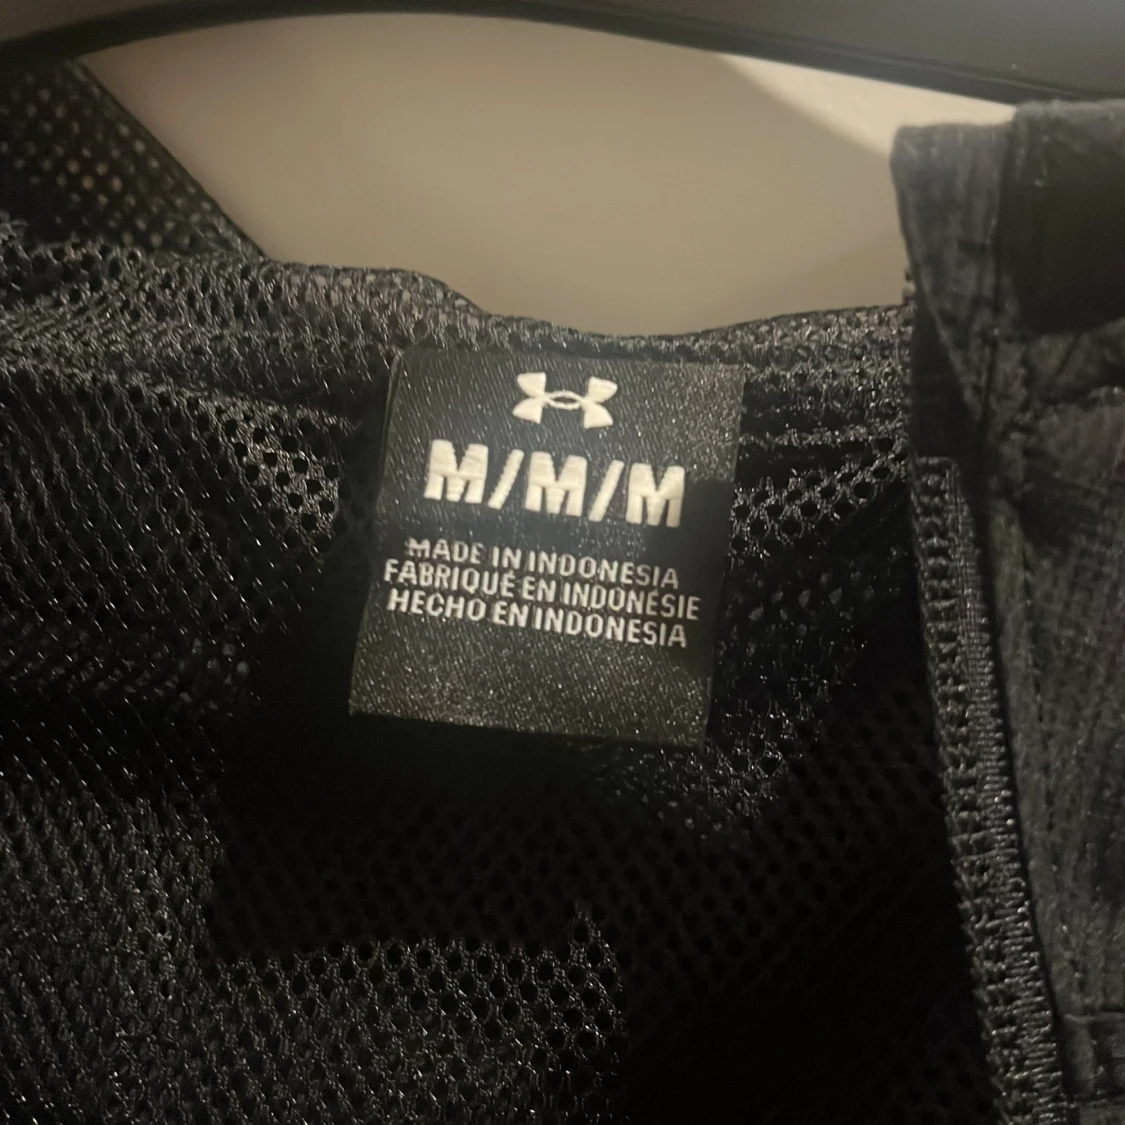 M/M/M
MADE IN INDONESIA
FABRIQUÉ EN INDONÉSIE
HECHO EN INDONESIA